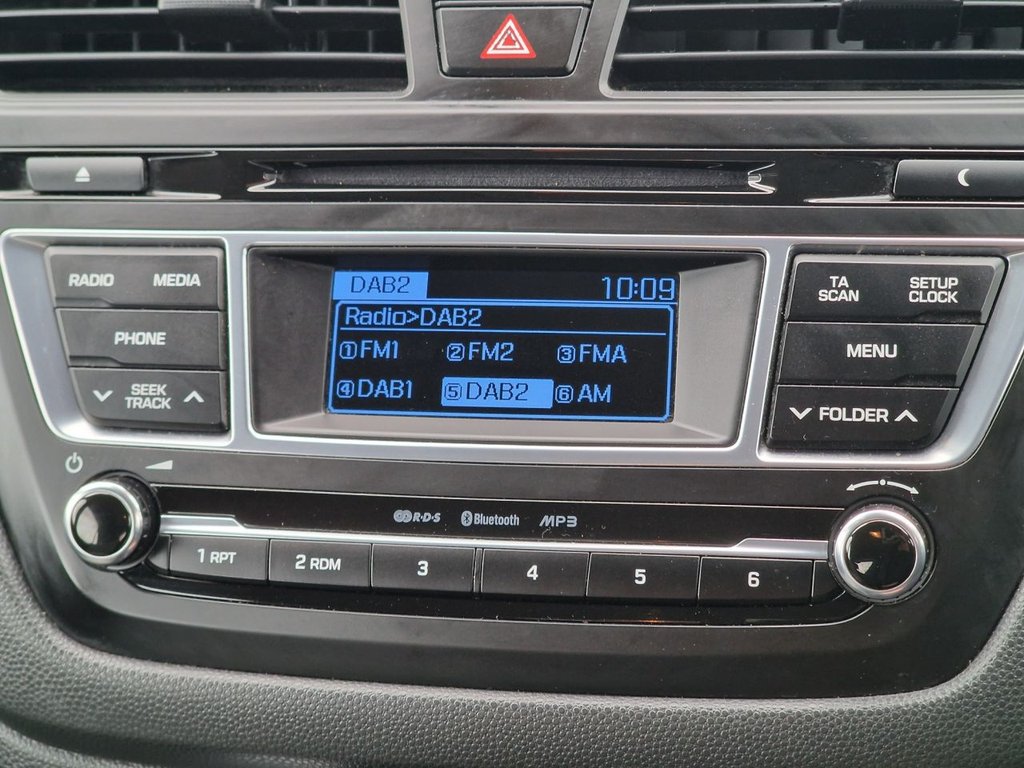 RADIO MEDIA
PHONE
SEEK
TRACK
DAB2 10:09
Radio>DAB2
①FM1 ②FM2 ③FMA
④DAB1 ⑤DAB2 ⑥AM
TA
SCAN
SETUP
CLOCK
MENU
FOLDER
R·D·S Bluetooth MP3
1 RPT 2 RDM 3 4 5 6